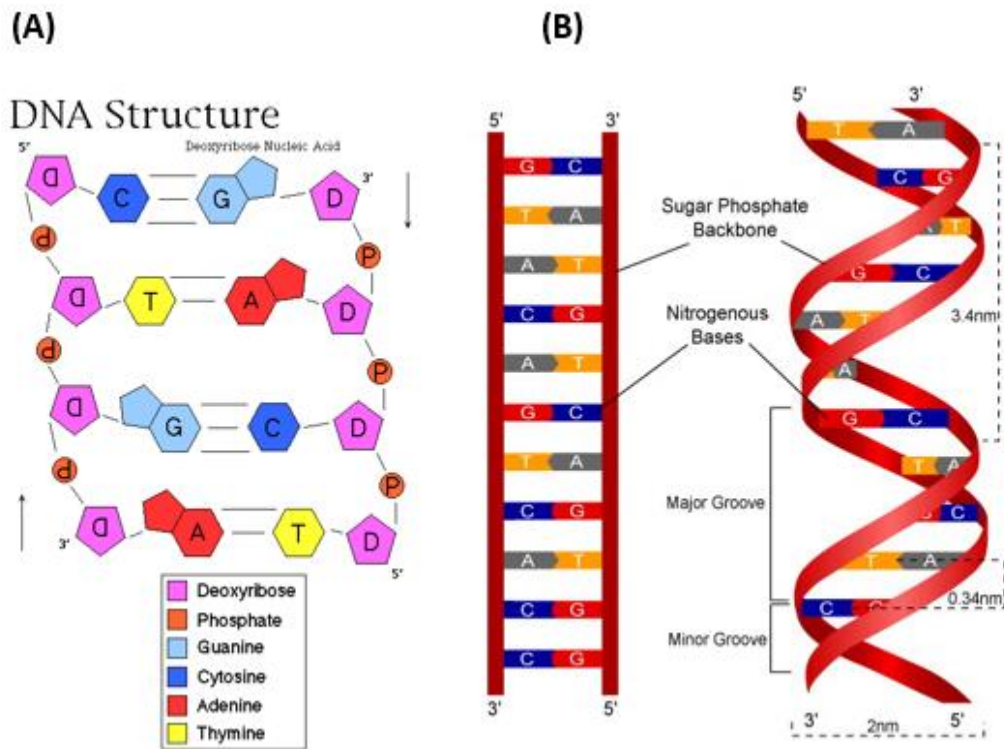 (A)
(B)
DNA Structure
Deoxyribose Nucleic Acid
5'
3'
D C G D
P P
D T A D
P P
D G C D
P P
D A T D
3'
5'
Deoxyribose
Phosphate
Guanine
Cytosine
Adenine
Thymine
5' 3'
G C
T A
A T
C G
A T
G C
T A
C G
A T
C G
C G
3' 5'
Sugar Phosphate
Backbone
Nitrogenous
Bases
Major Groove
Minor Groove
5' 3'
T A
C G
T
G C
A T
A
G C
T A
C
T A
C
3.4nm
0.34nm
3' 5'
2nm